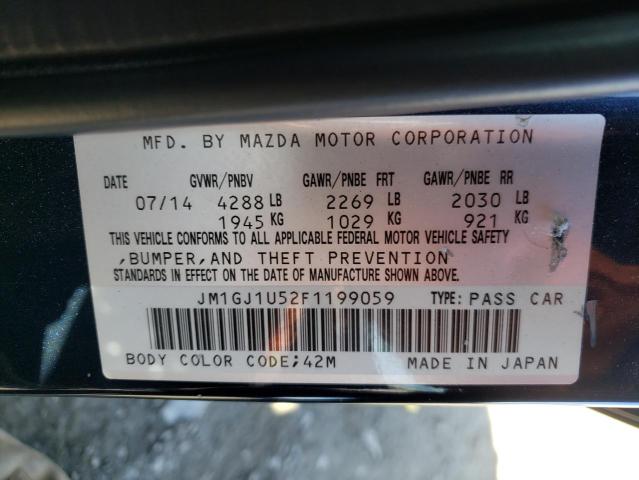 MFD. BY MAZDA MOTOR CORPORATION
DATE GVWR/PNBV GAWR/PNBE FRT GAWR/PNBE RR
07/14 4288 LB 2269 LB 2030 LB
1945 KG 1029 KG 921 KG
THIS VEHICLE CONFORMS TO ALL APPLICABLE FEDERAL MOTOR VEHICLE SAFETY
,BUMPER,AND THEFT PREVENTION
STANDARDS IN EFFECT ON THE DATE OF MANUFACTURE SHOWN ABOVE.
JM1GJ1U52F1199059 TYPE: PASS CAR
BODY COLOR CODE;42M MADE IN JAPAN